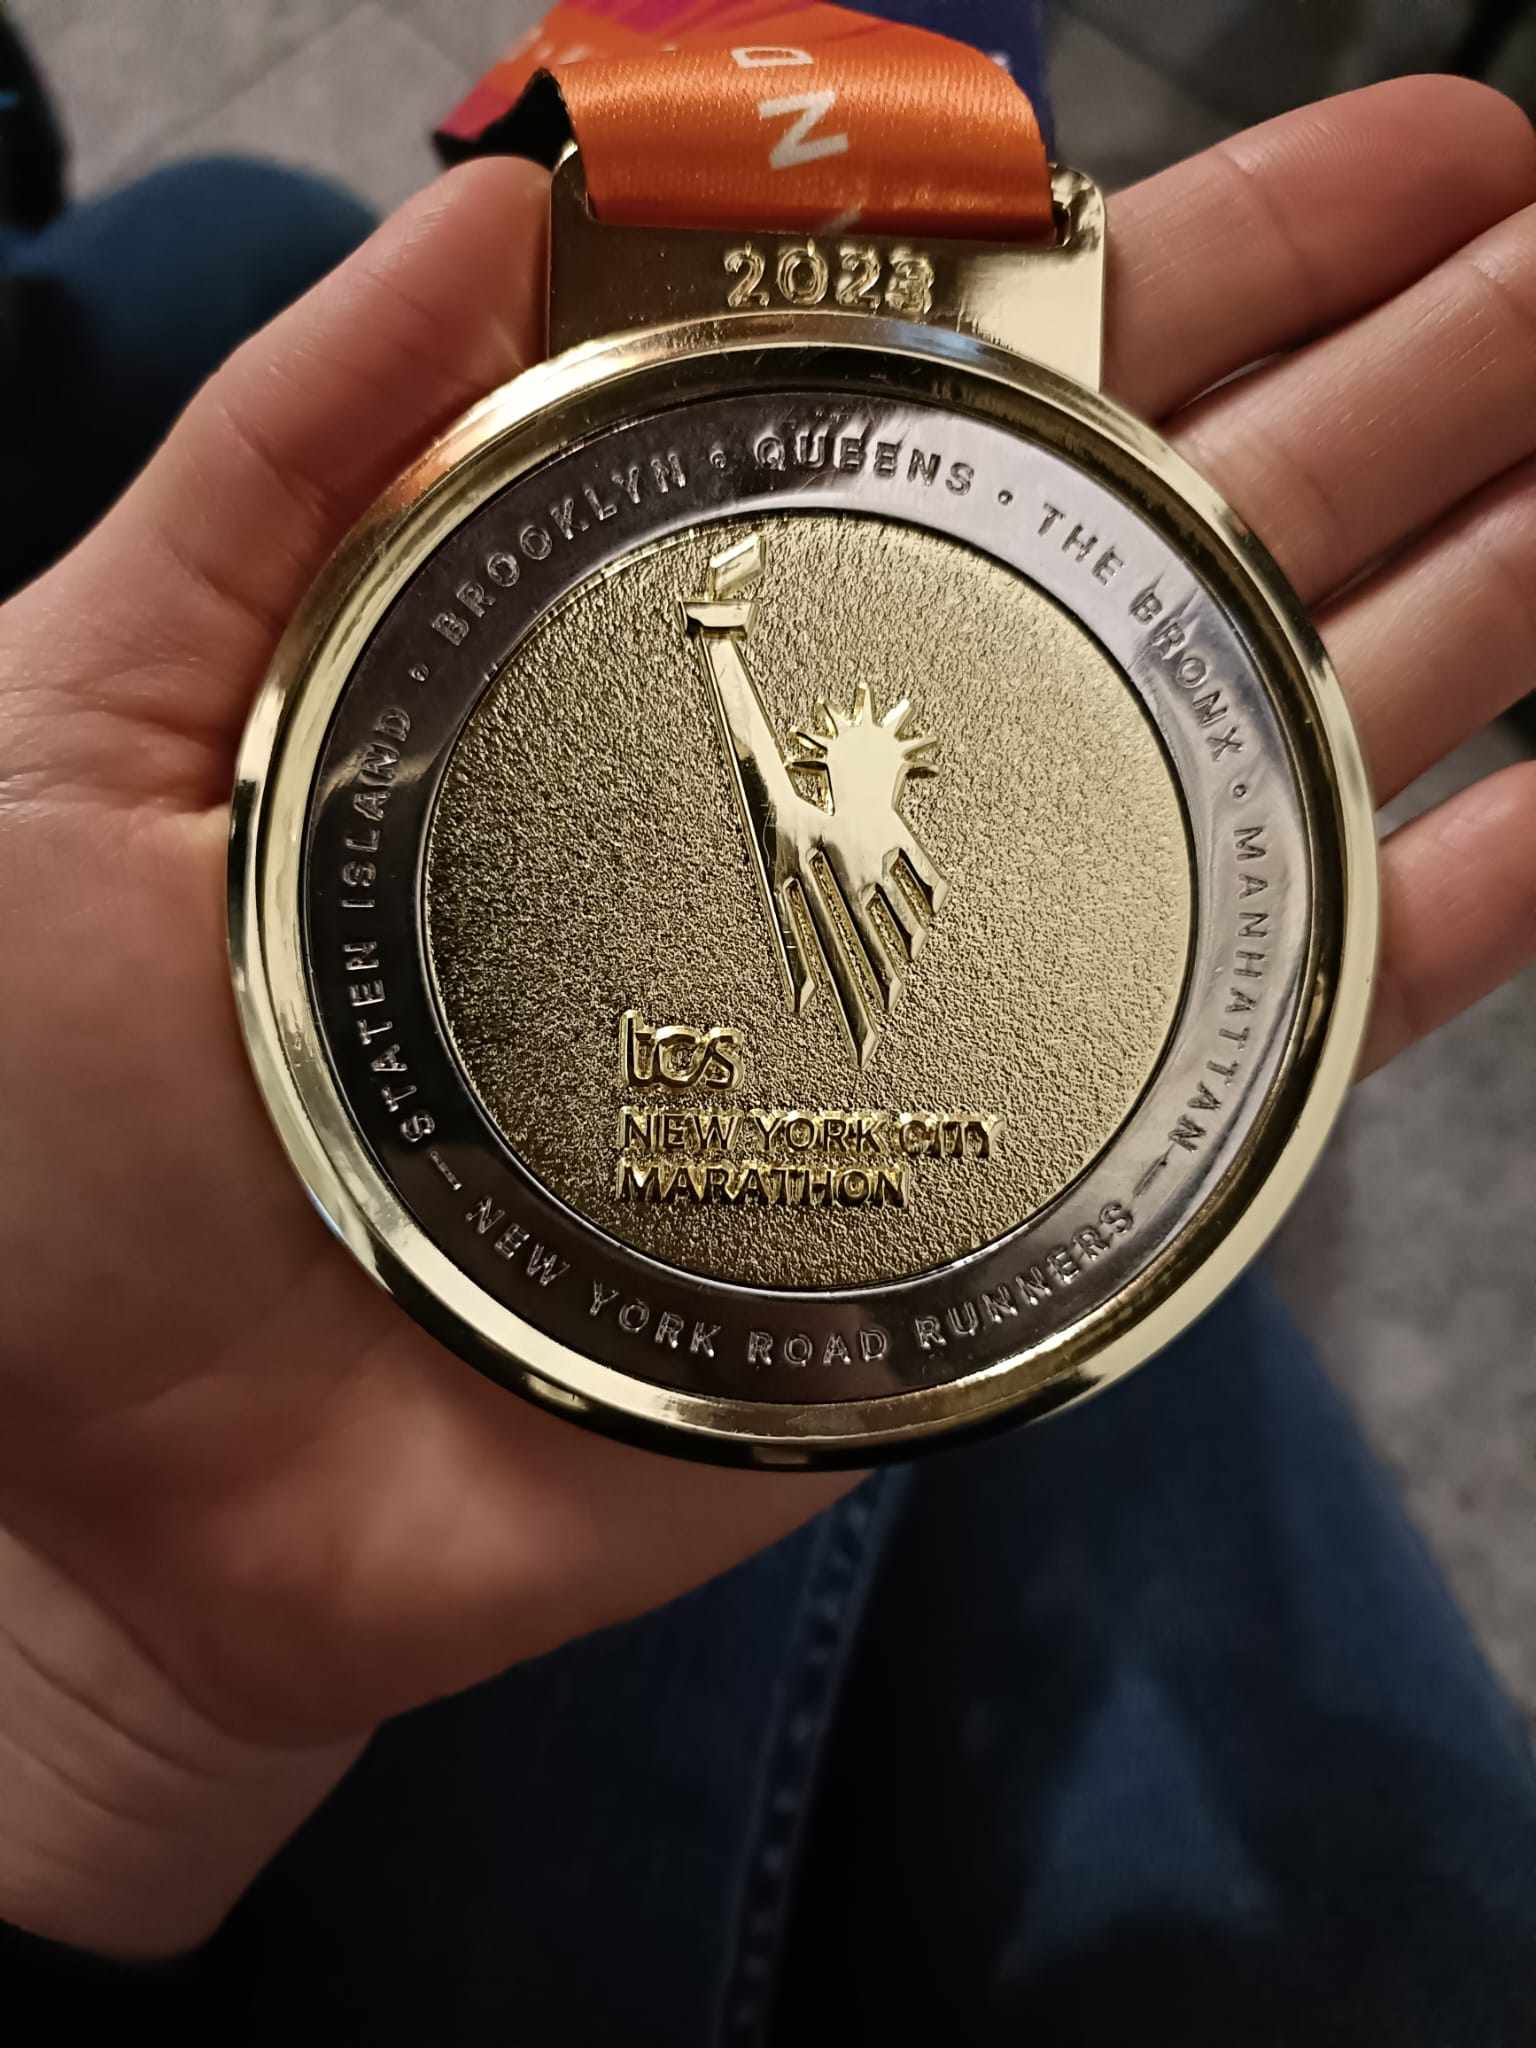 2023
STATEN ISLAND • BROOKLYN • QUEENS • THE BRONX • MANHATTAN —
NEW YORK ROAD RUNNERS —
tcs
NEW YORK CITY
MARATHON